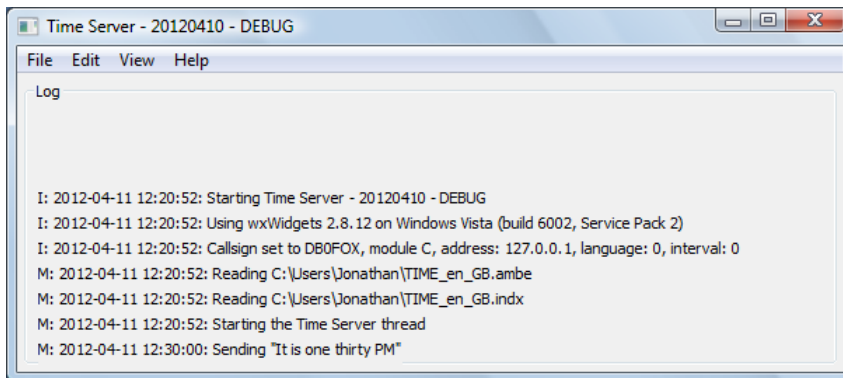 Time Server - 20120410 - DEBUG
File Edit View Help
Log
I: 2012-04-11 12:20:52: Starting Time Server - 20120410 - DEBUG
I: 2012-04-11 12:20:52: Using wxWidgets 2.8.12 on Windows Vista (build 6002, Service Pack 2)
I: 2012-04-11 12:20:52: Callsign set to DB0FOX, module C, address: 127.0.0.1, language: 0, interval: 0
M: 2012-04-11 12:20:52: Reading C:\Users\Jonathan\TIME_en_GB.ambe
M: 2012-04-11 12:20:52: Reading C:\Users\Jonathan\TIME_en_GB.indx
M: 2012-04-11 12:20:52: Starting the Time Server thread
M: 2012-04-11 12:30:00: Sending "It is one thirty PM"